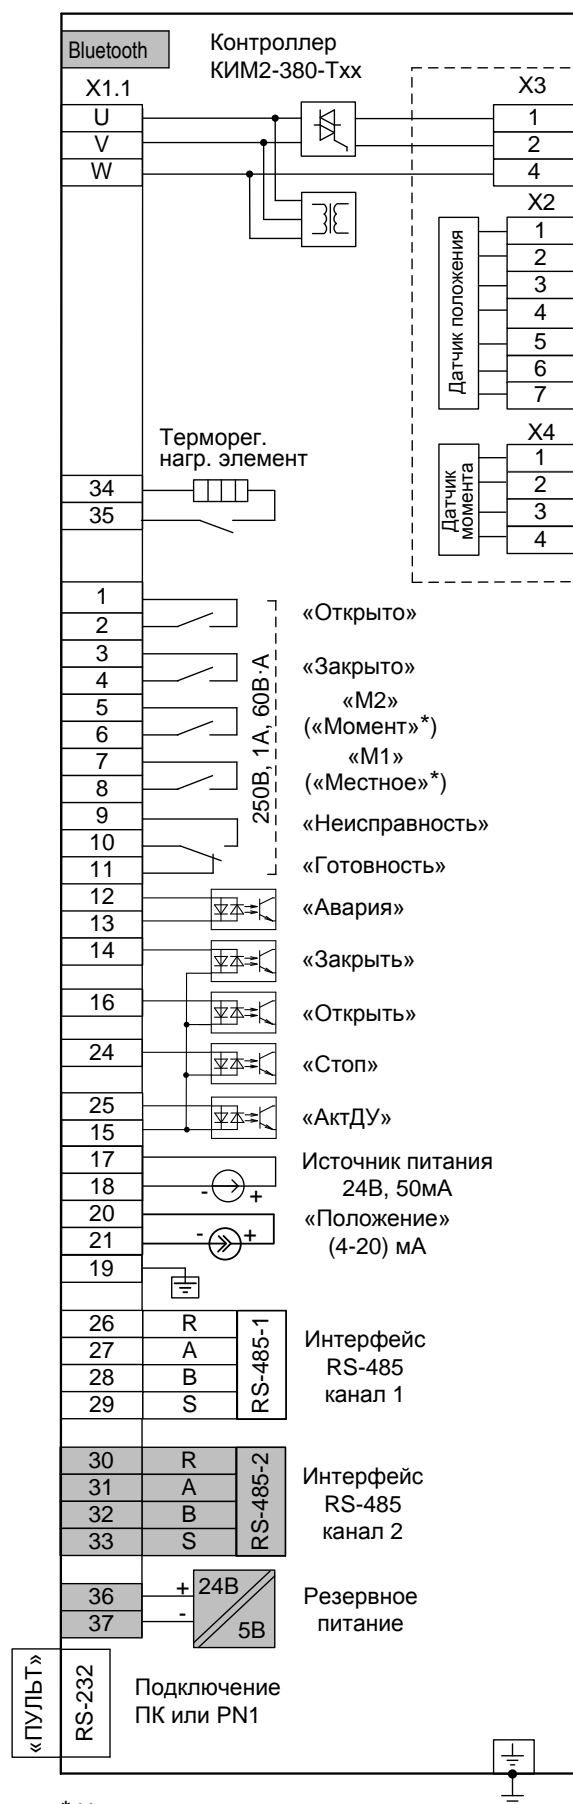 Bluetooth
Контроллер
КИМ2-380-Тхх
X1.1
U
V
W
X3
1
2
4
X2
Датчик положения
1
2
3
4
5
6
7
X4
Датчик
момента
1
2
3
4
Терморег.
нагр. элемент
34
35
1
2
«Открыто»
3
4
«Закрыто»
5
6
«М2»
(«Момент»*)
7
8
«М1»
(«Местное»*)
250В, 1А, 60В·А
9
10
«Неисправность»
11
«Готовность»
12
13
«Авария»
14
«Закрыть»
16
«Открыть»
24
«Стоп»
25
15
«АктДУ»
17
18
- +
Источник питания
24В, 50мА
20
21
- +
«Положение»
(4-20) мА
19
26 R
27 A
28 B
29 S
RS-485-1
Интерфейс
RS-485
канал 1
30 R
31 A
32 B
33 S
RS-485-2
Интерфейс
RS-485
канал 2
36 +
37 -
24В
5В
Резервное
питание
«ПУЛЬТ»
RS-232
Подключение
ПК или PN1
*